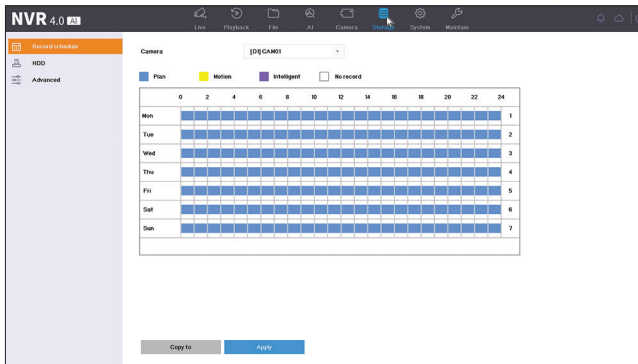 NVR 4.0 AI
Live Playback File AI Camera Storage System Maintain
Record schedule
HDD
Advanced
Camera [D1] CAM01
Plan Motion Intelligent No record
0 2 4 6 8 10 12 14 16 18 20 22 24
Mon 1
Tue 2
Wed 3
Thu 4
Fri 5
Sat 6
Sun 7
Copy to Apply